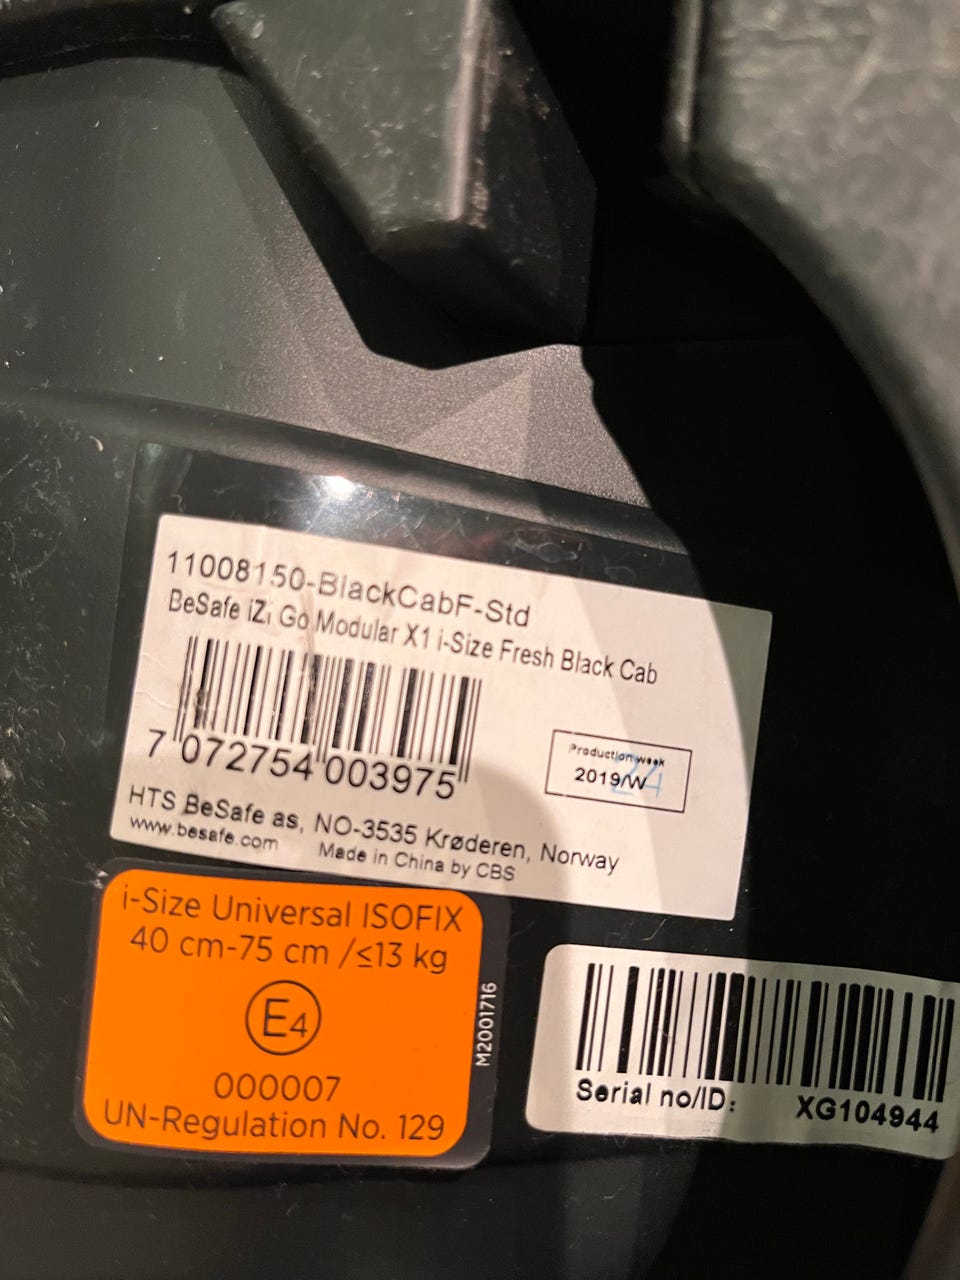 11008150-BlackCabF-Std
BeSafe iZi Go Modular X1 i-Size Fresh Black Cab
7 072754 003975
Production week
2019/W 24
HTS BeSafe as, NO-3535 Krøderen, Norway
www.besafe.com Made in China by CBS
i-Size Universal ISOFIX
40 cm-75 cm /≤13 kg
E4
000007
UN-Regulation No. 129
M2001716
Serial no/ID: XG104944